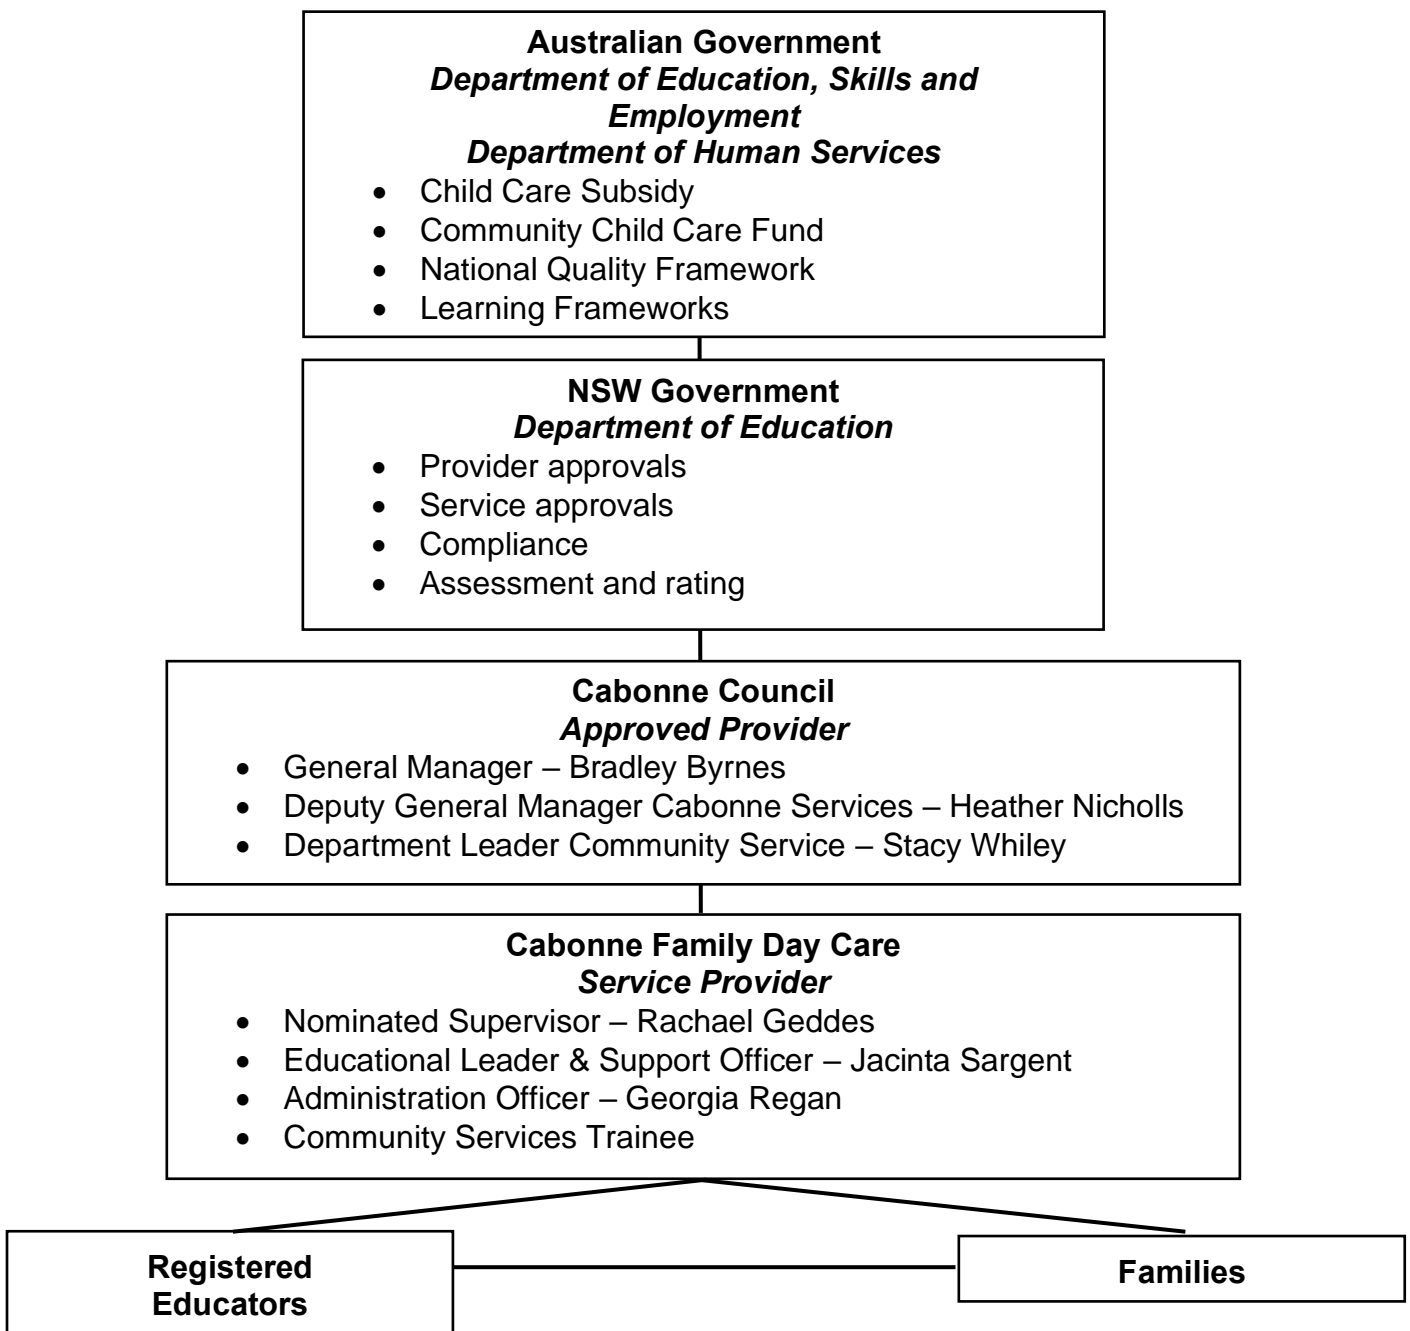 Australian Government
Department of Education, Skills and
Employment
Department of Human Services
• Child Care Subsidy
• Community Child Care Fund
• National Quality Framework
• Learning Frameworks
NSW Government
Department of Education
• Provider approvals
• Service approvals
• Compliance
• Assessment and rating
Cabonne Council
Approved Provider
• General Manager – Bradley Byrnes
• Deputy General Manager Cabonne Services – Heather Nicholls
• Department Leader Community Service – Stacy Whiley
Cabonne Family Day Care
Service Provider
• Nominated Supervisor – Rachael Geddes
• Educational Leader & Support Officer – Jacinta Sargent
• Administration Officer – Georgia Regan
• Community Services Trainee
Registered
Educators
Families